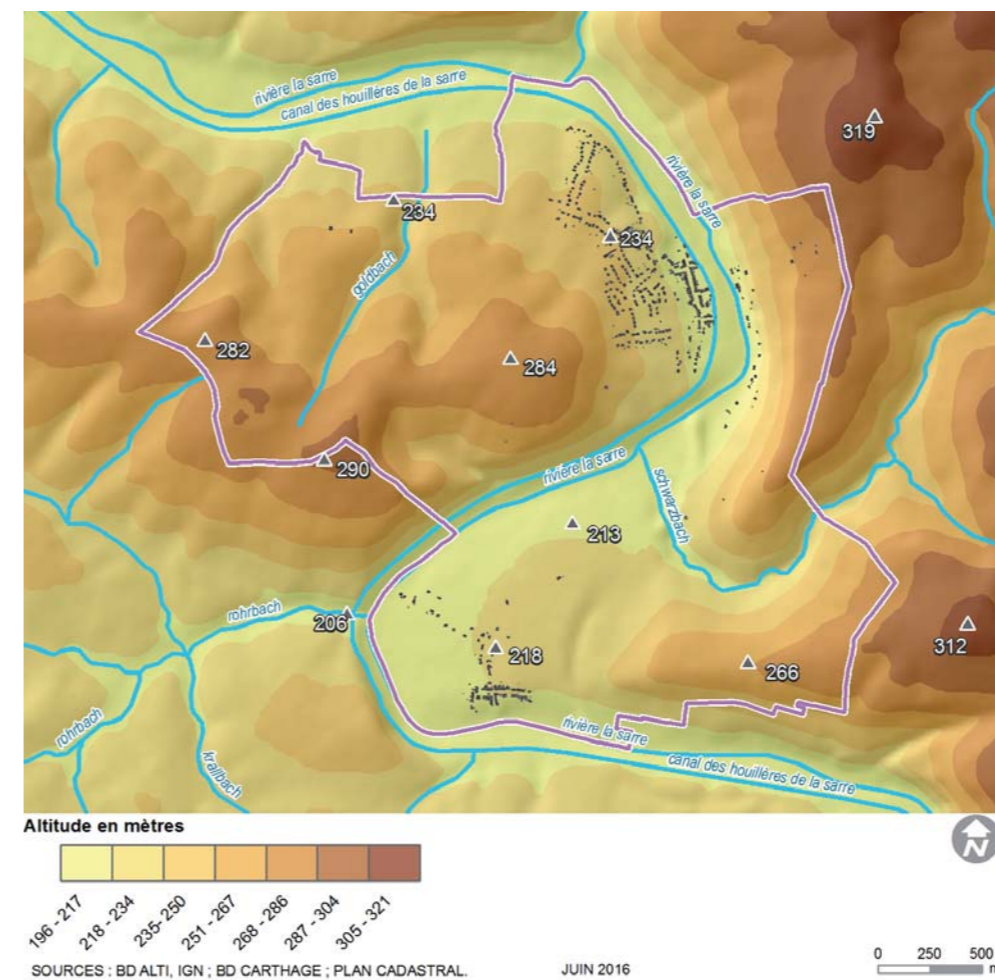 319
rivière la sarre
canal des houillères de la sarre
rivière la sarre
234
234
goldbach
282
284
290
rivière la sarre
schwarzbach
213
rohrbach
206
218
312
266
rohrbach
krailbach
rivière la sarre
canal des houillères de la sarre
Altitude en mètres
N
196 - 217
218 - 234
235- 250
251 - 267
268 - 286
287 - 304
305 - 321
0 250 500
SOURCES : BD ALTI, IGN ; BD CARTHAGE ; PLAN CADASTRAL.
JUIN 2016